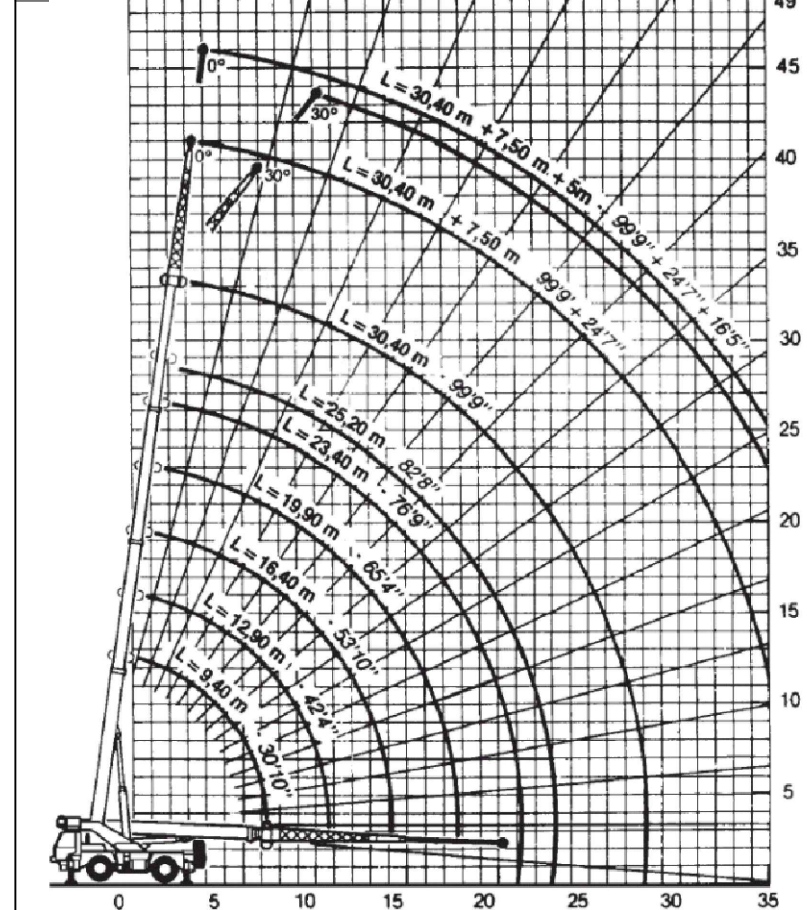 49
45
40
35
30
25
20
15
10
5
0°
30°
L = 30,40 m + 7,50 m + 5m - 99'9" + 24'7" + 16'5"
0°
30°
L = 30,40 m + 7,50 m 99'9' + 24'7"
L = 30,40 m - 99'9"
L = 25,20 m - 82'8"
L = 23,40 m - 76'9"
L = 19,90 m - 65'4"
L = 16,40 m - 53'10"
L = 12,90 m - 42'4"
L = 9,40 m - 30'10"
0 5 10 15 20 25 30 35